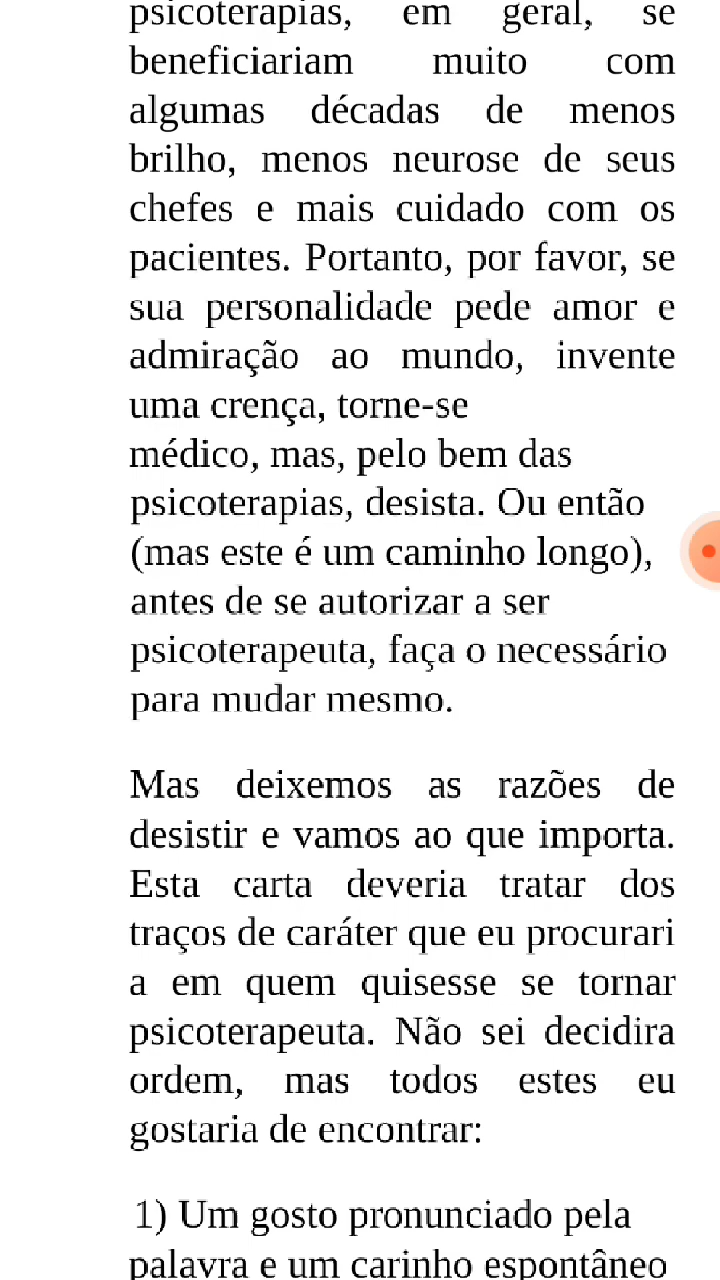 psicoterapias, em geral, se
beneficiariam muito com
algumas décadas de menos
brilho, menos neurose de seus
chefes e mais cuidado com os
pacientes. Portanto, por favor, se
sua personalidade pede amor e
admiração ao mundo, invente
uma crença, torne-se
médico, mas, pelo bem das
psicoterapias, desista. Ou então
(mas este é um caminho longo),
antes de se autorizar a ser
psicoterapeuta, faça o necessário
para mudar mesmo.
Mas deixemos as razões de
desistir e vamos ao que importa.
Esta carta deveria tratar dos
traços de caráter que eu procurari
a em quem quisesse se tornar
psicoterapeuta. Não sei decidira
ordem, mas todos estes eu
gostaria de encontrar:
1) Um gosto pronunciado pela
palavra e um carinho espontâneo